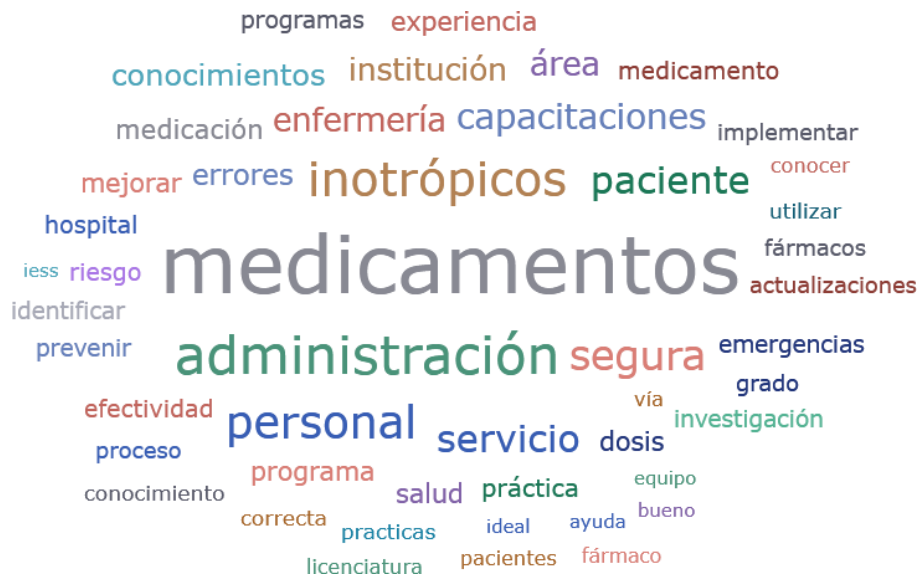 programas experiencia
conocimientos institución área medicamento
medicación enfermería capacitaciones implementar
mejorar errores inotrópicos paciente conocer
hospital utilizar
iess riesgo medicamentos fármacos
identificar actualizaciones
prevenir administración segura emergencias
grado
efectividad personal vía investigación
proceso servicio dosis
programa equipo
conocimiento salud práctica bueno
correcta practicas ideal ayuda
licenciatura pacientes fármaco